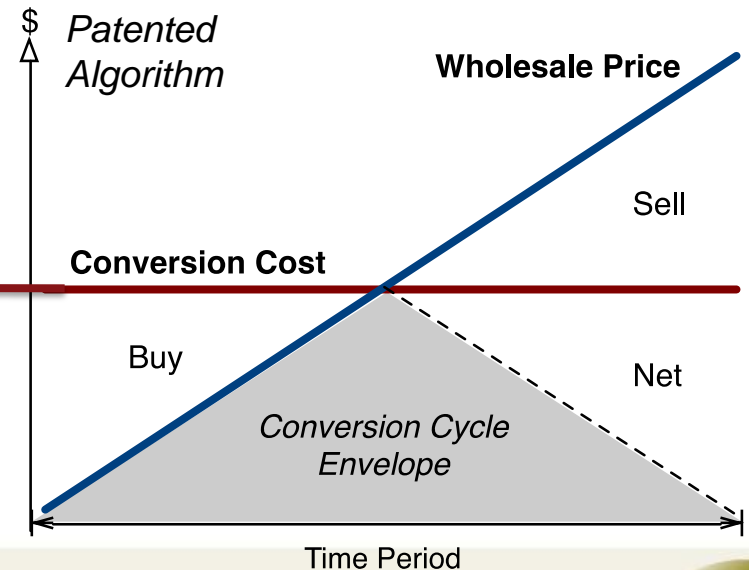 $
Patented
Algorithm
Wholesale Price
Sell
Conversion Cost
Buy
Net
Conversion Cycle
Envelope
Time Period